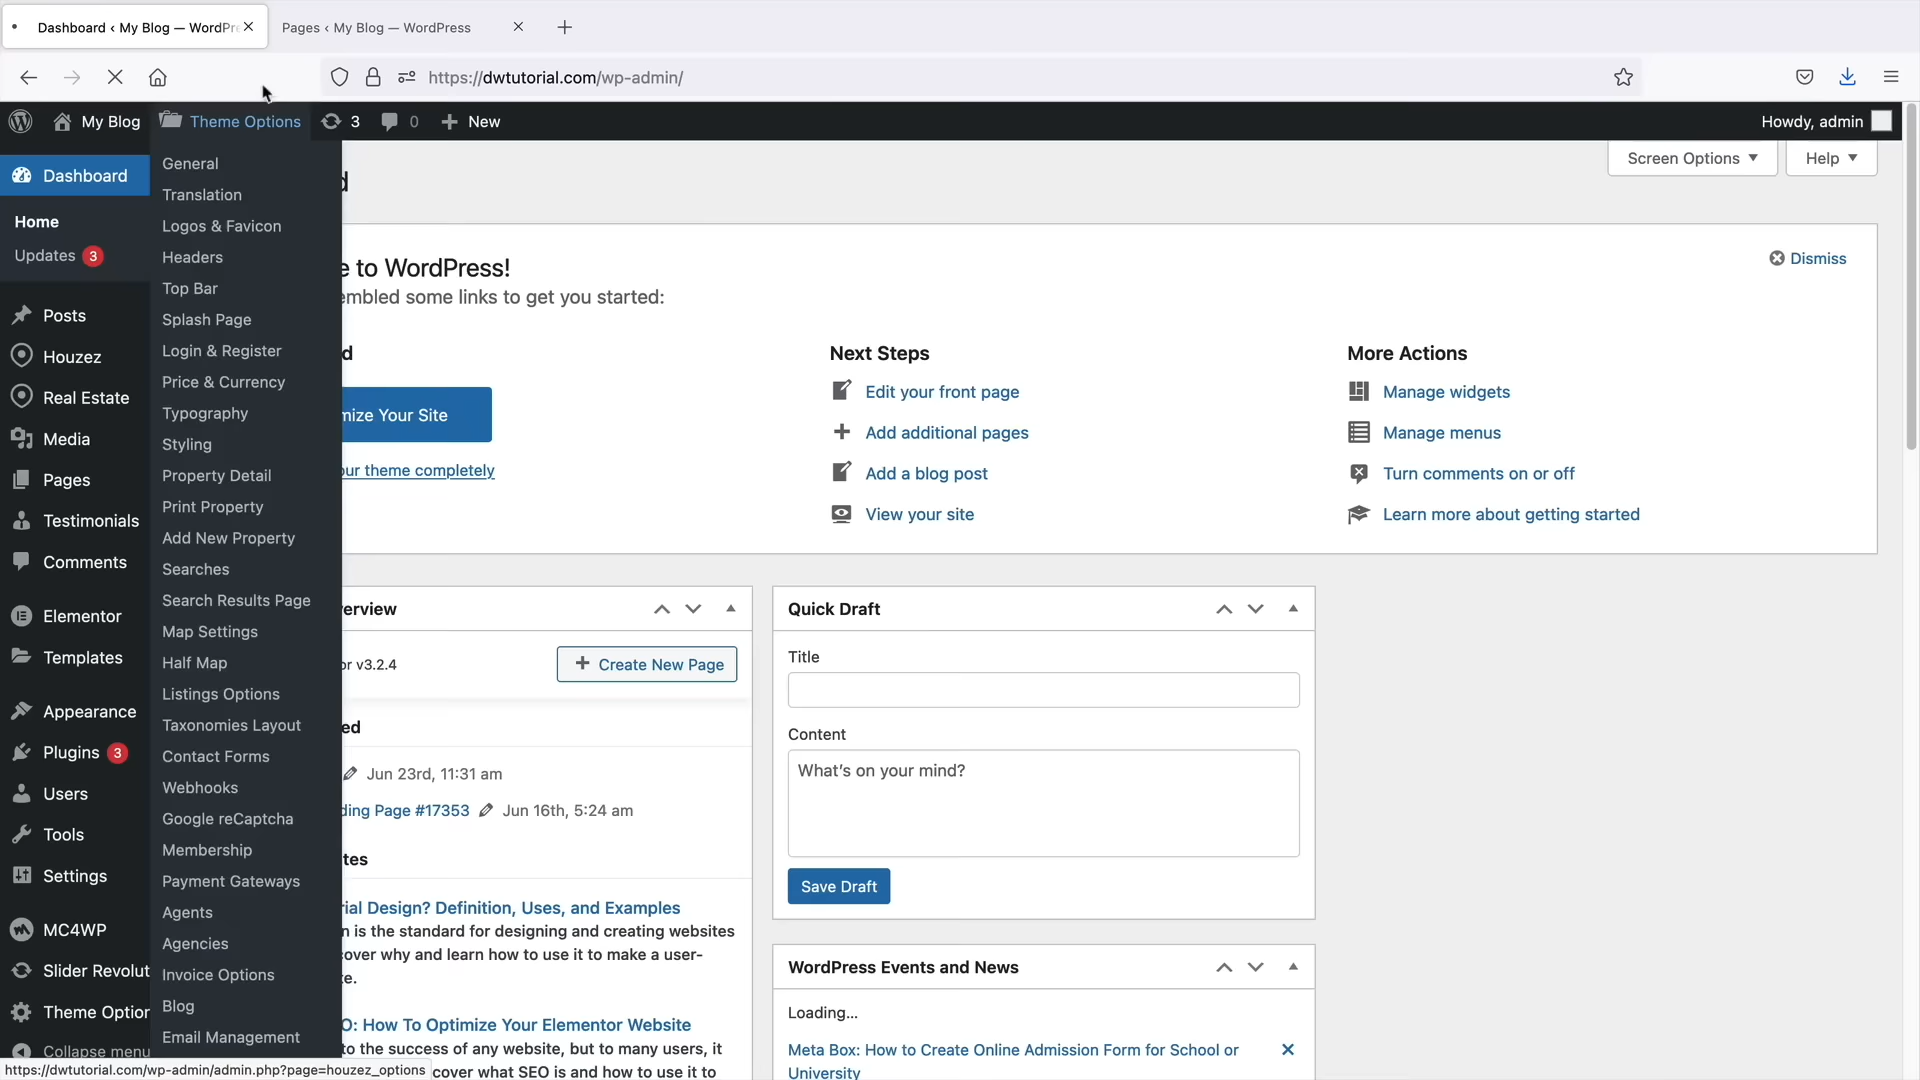 Dashboard ‹ My Blog — WordPre
Pages ‹ My Blog — WordPress
https://dwtutorial.com/wp-admin/
My Blog
Theme Options
3
0
New
Howdy, admin
Screen Options
Help
Dashboard
Home
Updates 3
Posts
Houzez
Real Estate
Media
Pages
Testimonials
Comments
Elementor
Templates
Appearance
Plugins 3
Users
Tools
Settings
MC4WP
Slider Revolut
Theme Option
Collapse menu
General
Translation
Logos & Favicon
Headers
Top Bar
Splash Page
Login & Register
Price & Currency
Typography
Styling
Property Detail
Print Property
Add New Property
Searches
Search Results Page
Map Settings
Half Map
Listings Options
Taxonomies Layout
Contact Forms
Webhooks
Google reCaptcha
Membership
Payment Gateways
Agents
Agencies
Invoice Options
Blog
Email Management
d
e to WordPress!
embled some links to get you started:
Dismiss
d
mize Your Site
our theme completely
Next Steps
Edit your front page
Add additional pages
Add a blog post
View your site
More Actions
Manage widgets
Manage menus
Turn comments on or off
Learn more about getting started
verview
or v3.2.4
Create New Page
ed
Jun 23rd, 11:31 am
ding Page #17353
Jun 16th, 5:24 am
tes
rial Design? Definition, Uses, and Examples
n is the standard for designing and creating websites
cover why and learn how to use it to make a user-
te.
O: How To Optimize Your Elementor Website
to the success of any website, but to many users, it
cover what SEO is and how to use it to
Quick Draft
Title
Content
What's on your mind?
Save Draft
WordPress Events and News
Loading...
Meta Box: How to Create Online Admission Form for School or
University
https://dwtutorial.com/wp-admin/admin.php?page=houzez_options